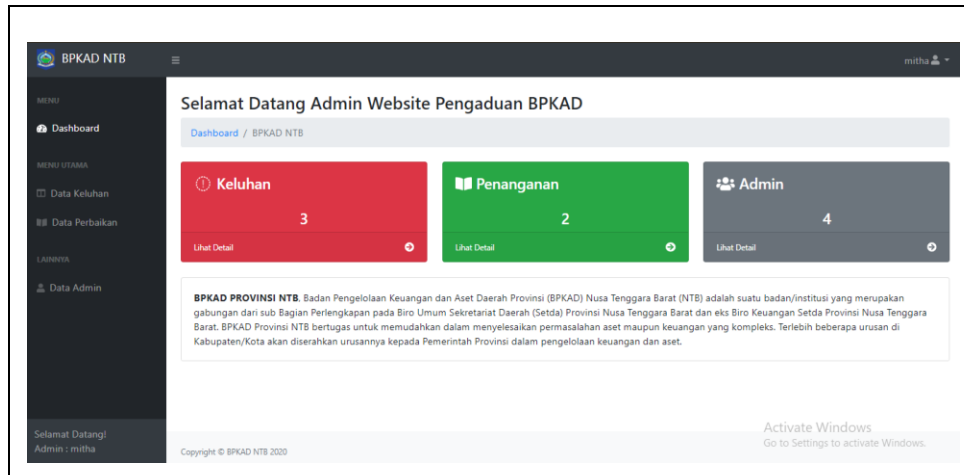 BPKAD NTB
mitha
MENU
Dashboard
MENU UTAMA
Data Keluhan
Data Perbaikan
LAINNYA
Data Admin
Selamat Datang!
Admin : mitha
Selamat Datang Admin Website Pengaduan BPKAD
Dashboard / BPKAD NTB
Keluhan
3
Lihat Detail
Penanganan
2
Lihat Detail
Admin
4
Lihat Detail
BPKAD PROVINSI NTB. Badan Pengelolaan Keuangan dan Aset Daerah Provinsi (BPKAD) Nusa Tenggara Barat (NTB) adalah suatu badan/institusi yang merupakan
gabungan dari sub Bagian Perlengkapan pada Biro Umum Sekretariat Daerah (Setda) Provinsi Nusa Tenggara Barat dan eks Biro Keuangan Setda Provinsi Nusa Tenggara
Barat. BPKAD Provinsi NTB bertugas untuk memudahkan dalam menyelesaikan permasalahan aset maupun keuangan yang kompleks. Terlebih beberapa urusan di
Kabupaten/Kota akan diserahkan urusannya kepada Pemerintah Provinsi dalam pengelolaan keuangan dan aset.
Copyright © BPKAD NTB 2020
Activate Windows
Go to Settings to activate Windows.